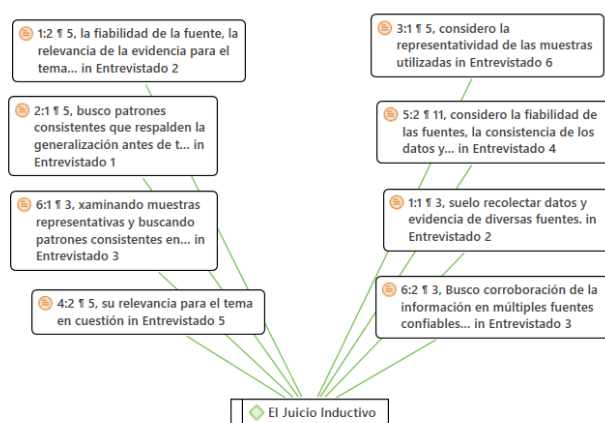 1:2 ¶ 5, la fiabilidad de la fuente, la
relevancia de la evidencia para el
tema... in Entrevistado 2
2:1 ¶ 5, busco patrones
consistentes que respalden la
generalización antes de t... in
Entrevistado 1
6:1 ¶ 3, xaminando muestras
representativas y buscando
patrones consistentes en... in
Entrevistado 3
4:2 ¶ 5, su relevancia para el tema
en cuestión in Entrevistado 5
3:1 ¶ 5, considero la
representatividad de las muestras
utilizadas in Entrevistado 6
5:2 ¶ 11, considero la fiabilidad de
las fuentes, la consistencia de los
datos y... in Entrevistado 4
1:1 ¶ 3, suelo recolectar datos y
evidencia de diversas fuentes. in
Entrevistado 2
6:2 ¶ 3, Busco corroboración de la
información en múltiples fuentes
confiables... in Entrevistado 3
El Juicio Inductivo